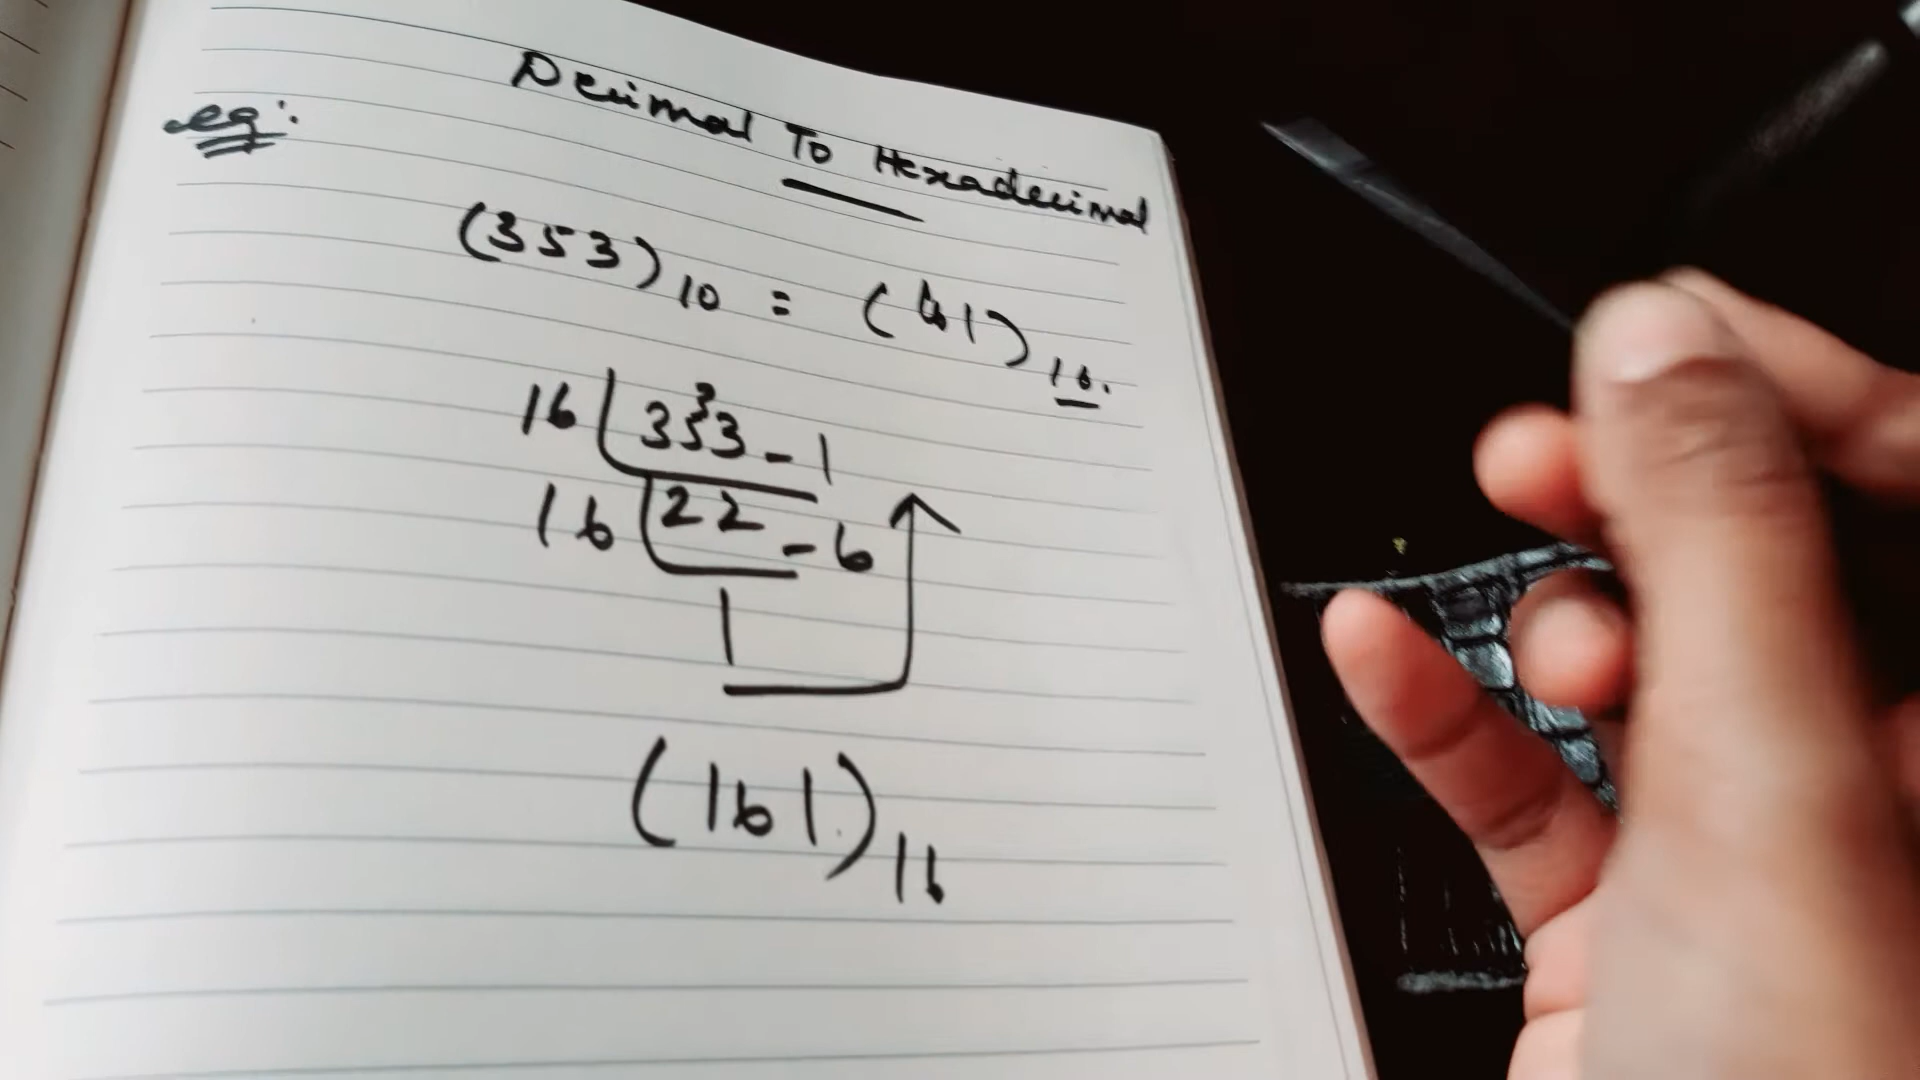 Decimal To Hexadecimal
eg:
(353)10 = (161)16.
16 353 - 1
16 22 - 6
1
(161)16